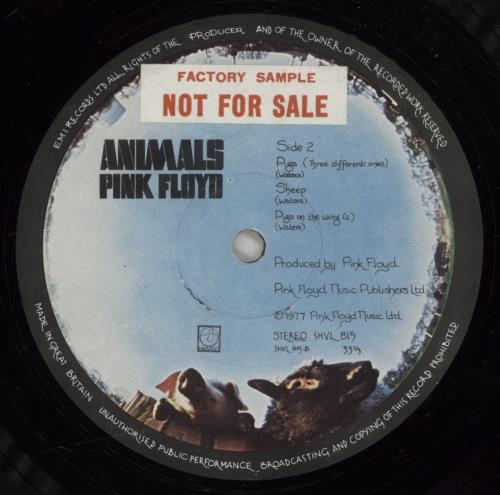 E.M.I RECORDS LTD. ALL RIGHTS OF THE PRODUCER AND OF THE OWNER OF THE RECORDED WORK RESERVED
FACTORY SAMPLE
NOT FOR SALE
ANIMALS
PINK FLOYD
Side 2
Pigs (Three different ones)
(Waters)
Sheep
(Waters)
Pigs on the wing (2)
(Waters)
Produced by Pink Floyd
Pink Floyd Music Publishers Ltd.
© 1977 Pink Floyd Music Ltd.
STEREO SHVL 815
SHVL 815-B 33⅓
MADE IN GREAT BRITAIN UNAUTHORISED PUBLIC PERFORMANCE, BROADCASTING AND COPYING OF THIS RECORD PROHIBITED